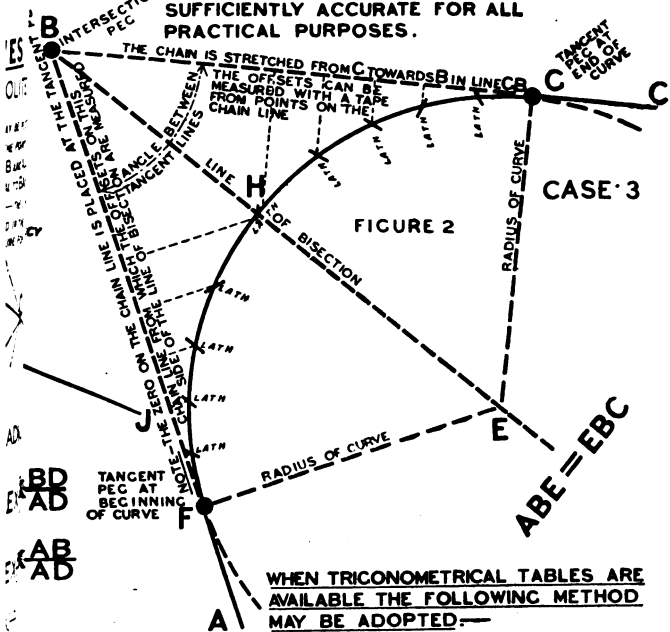 SUFFICIENTLY ACCURATE FOR ALL
PRACTICAL PURPOSES.
B
INTERSECTION
PEG
THE CHAIN IS STRETCHED FROM C TOWARDS B IN LINE CB
TANGENT
PEG AT
END OF
CURVE
C
C
THE OFFSETS CAN BE
MEASURED WITH A TAPE
FROM POINTS ON THE
CHAIN LINE
ANGLE BETWEEN
TANGENT LINES
LATH
LATH
LATH
LATH
LATH
H
LINE OF BISECTION
FIGURE 2
CASE·3
RADIUS OF CURVE
NOTE—THE ZERO ON THE CHAIN LINE IS PLACED AT THE TANGENT
CHAIN LINE FROM WHICH THE OFFSETS ON THIS
SIDE OF THE LINE OF BISECTION ARE MEASURED
LATH
LATH
LATH
LATH
J
E
RADIUS OF CURVE
ABE = EBC
BD
AD
TANGENT
PEG AT
BEGINNING
OF CURVE
F
AB
AD
A
WHEN TRIGONOMETRICAL TABLES ARE
AVAILABLE THE FOLLOWING METHOD
MAY BE ADOPTED:—